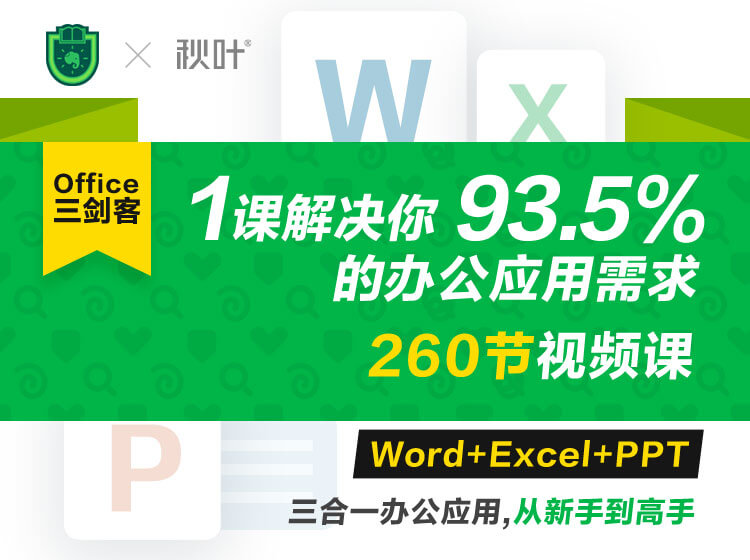 × 秋叶®
W
X
Office
三剑客
1课解决你 93.5%
的办公应用需求
260节视频课
P
Word+Excel+PPT
三合一办公应用,从新手到高手